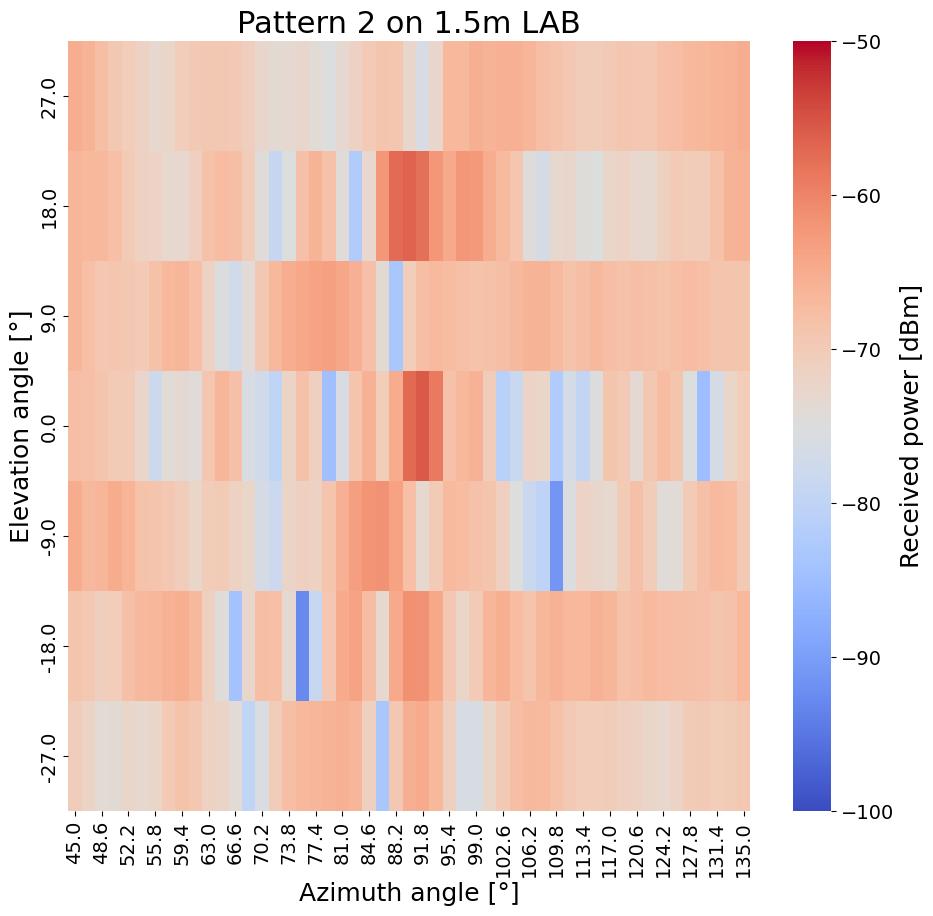 Pattern 2 on 1.5m LAB
Elevation angle [°]
27.0
18.0
9.0
0.0
-9.0
-18.0
-27.0
45.0 48.6 52.2 55.8 59.4 63.0 66.6 70.2 73.8 77.4 81.0 84.6 88.2 91.8 95.4 99.0 102.6 106.2 109.8 113.4 117.0 120.6 124.2 127.8 131.4 135.0
Azimuth angle [°]
−50
−60
−70
−80
−90
−100
Received power [dBm]